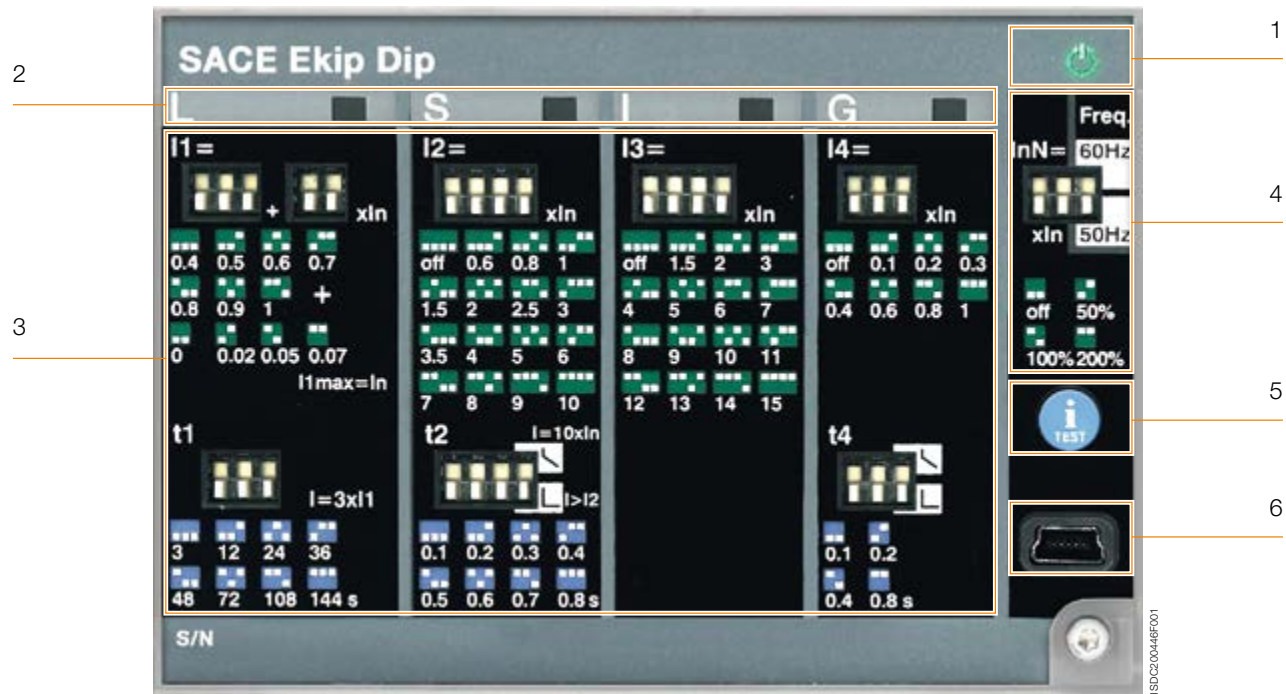 SACE Ekip Dip
1
2
L S I G
Freq.
I1= I2= I3= I4= InN= 60Hz
4
+ xIn xIn xIn xIn xIn 50Hz
0.4 0.5 0.6 0.7 off 0.6 0.8 1 off 1.5 2 3 off 0.1 0.2 0.3
0.8 0.9 1 + 1.5 2 2.5 3 4 5 6 7 0.4 0.6 0.8 1 off 50%
3
0 0.02 0.05 0.07 3.5 4 5 6 8 9 10 11 100% 200%
I1max=In
7 8 9 10 12 13 14 15
5
t1 t2 I=10xIn t4 i
TEST
I=3xI1 I>I2
6
3 12 24 36 0.1 0.2 0.3 0.4 0.1 0.2
48 72 108 144 s 0.5 0.6 0.7 0.8 s 0.4 0.8 s
S/N
ISDC200446F001